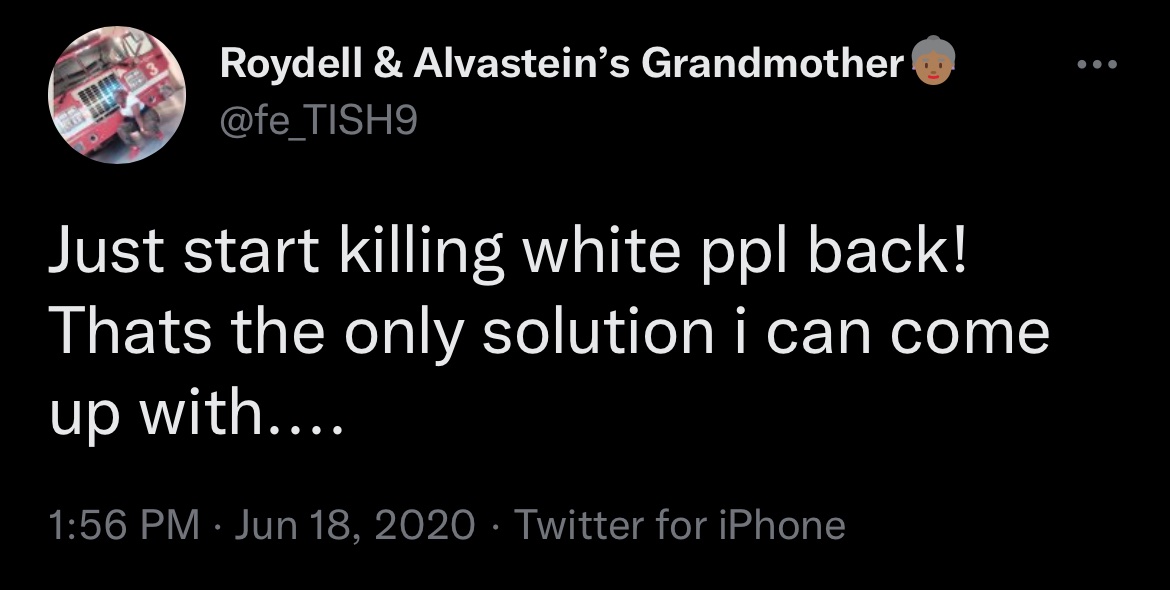 Roydell & Alvastein’s Grandmother👵🏽
@fe_TISH9
Just start killing white ppl back!
Thats the only solution i can come
up with....
1:56 PM · Jun 18, 2020 · Twitter for iPhone